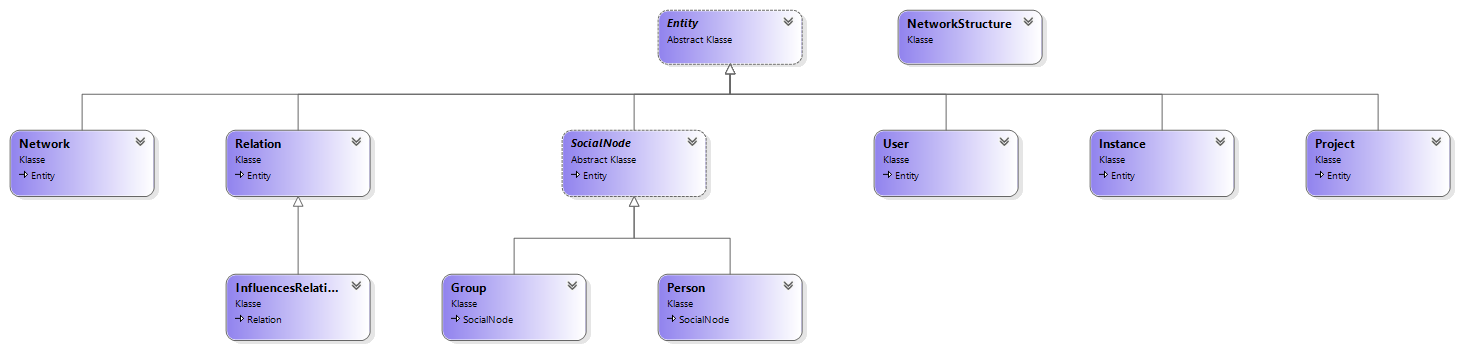 Entity
Abstract Klasse
NetworkStructure
Klasse
Network
Klasse
Entity
Relation
Klasse
Entity
SocialNode
Abstract Klasse
Entity
User
Klasse
Entity
Instance
Klasse
Entity
Project
Klasse
Entity
InfluencesRelati...
Klasse
Relation
Group
Klasse
SocialNode
Person
Klasse
SocialNode